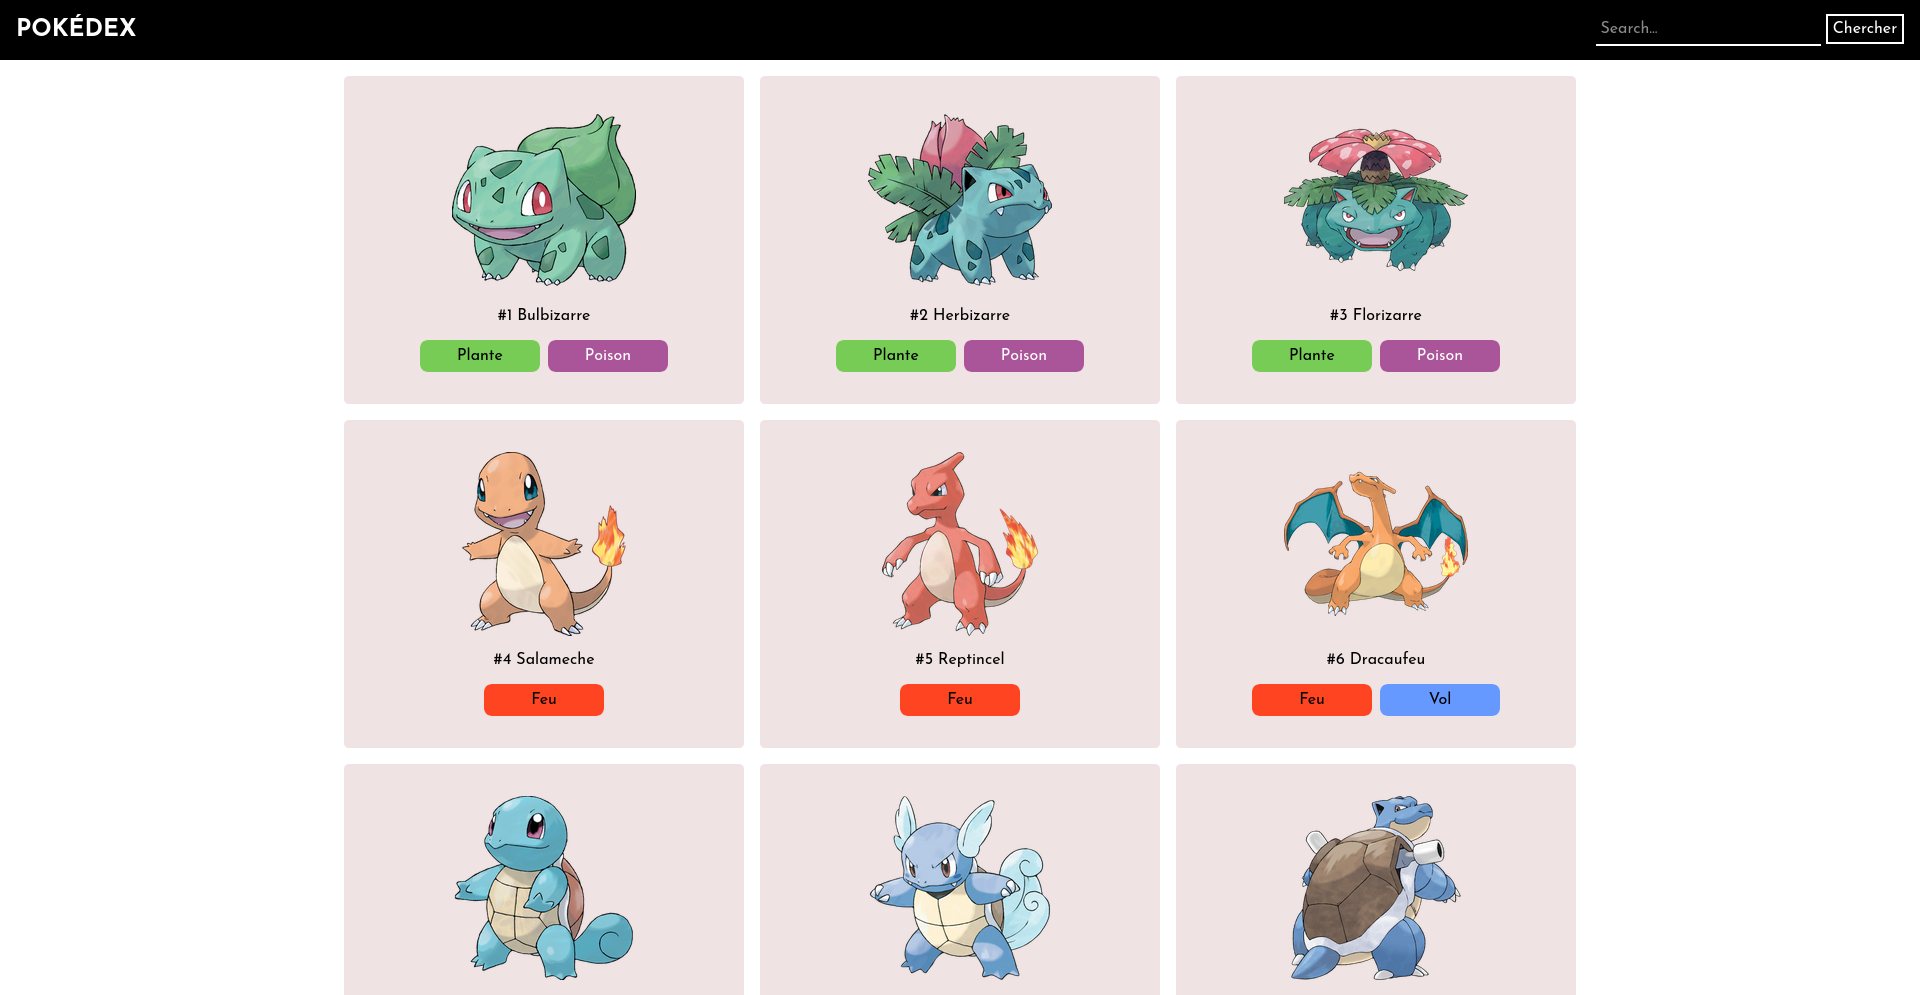 POKÉDEX
Search...
Chercher
#1 Bulbizarre
Plante
Poison
#2 Herbizarre
Plante
Poison
#3 Florizarre
Plante
Poison
#4 Salameche
Feu
#5 Reptincel
Feu
#6 Dracaufeu
Feu
Vol